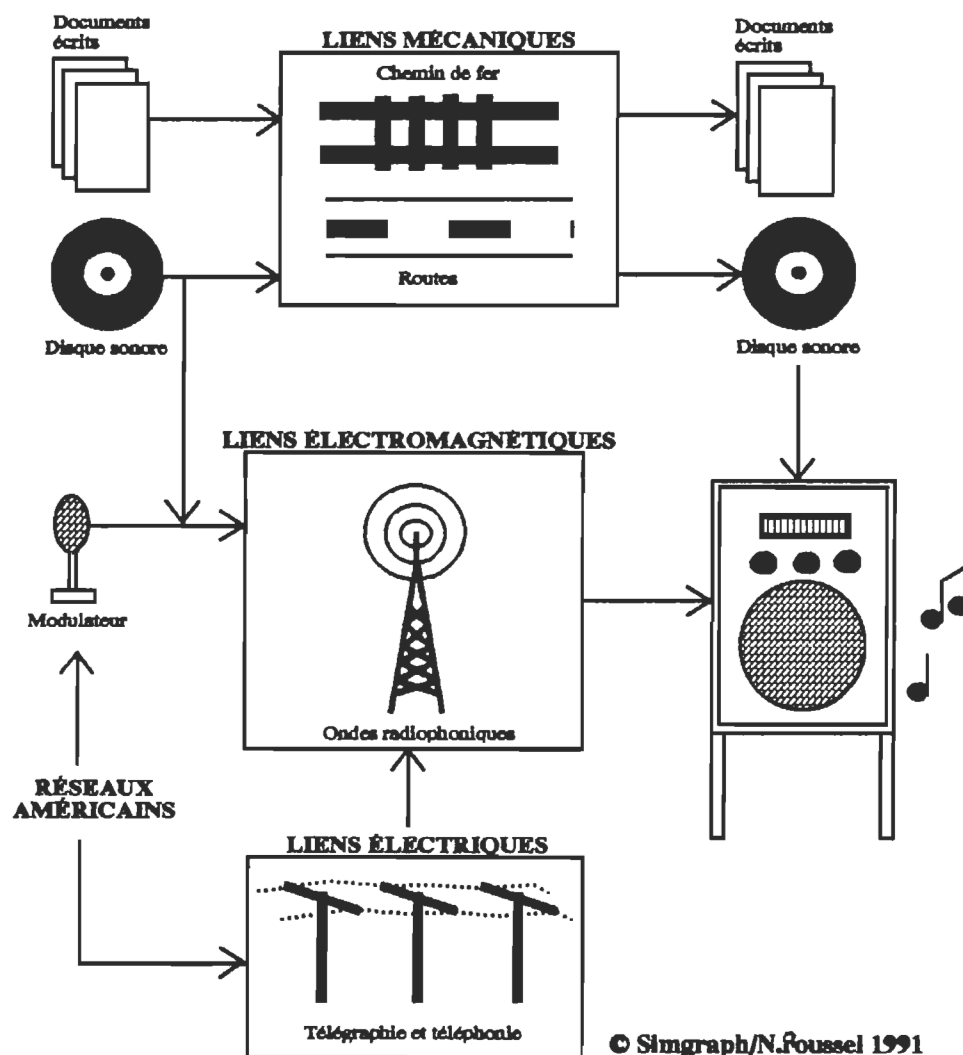 Documents
écrits
LIENS MÉCANIQUES
Documents
écrits
Chemin de fer
Routes
Disque sonore
Disque sonore
LIENS ÉLECTROMAGNÉTIQUES
Modulateur
Ondes radiophoniques
RÉSEAUX
AMÉRICAINS
LIENS ÉLECTRIQUES
Télégraphie et téléphonie
© Simgraph/N.Roussel 1991